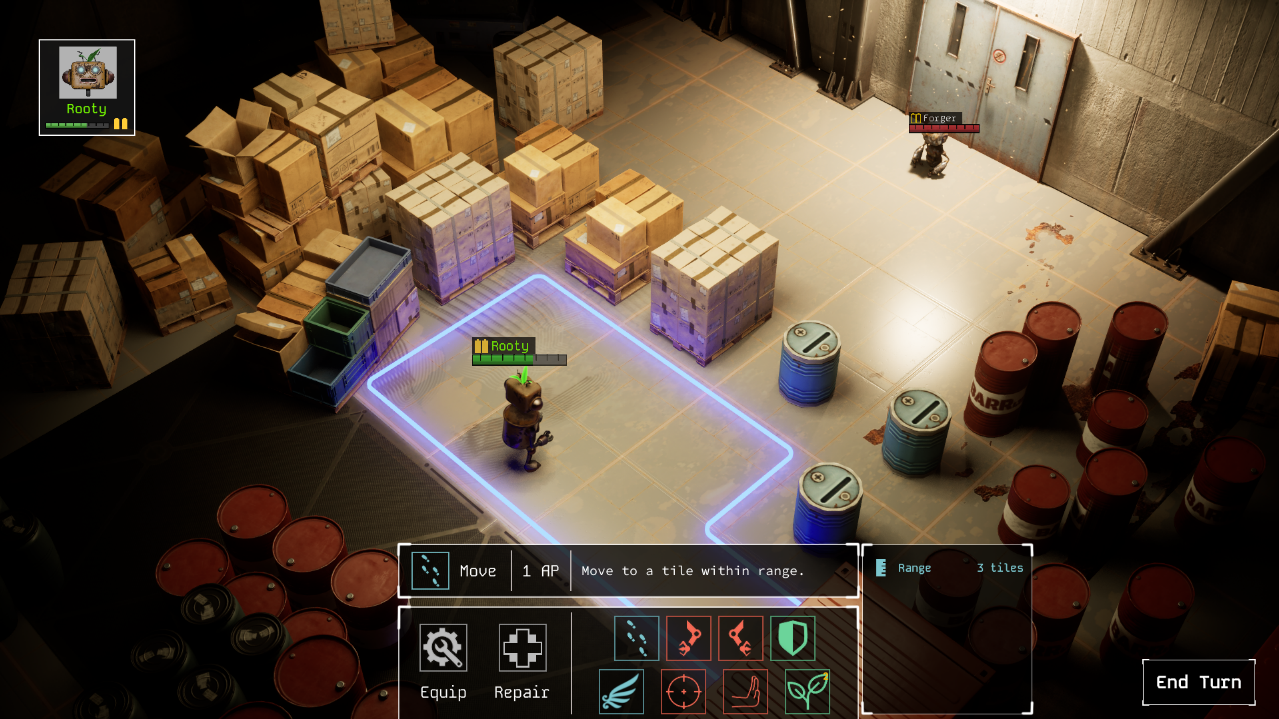 Rooty
Forger
Rooty
Move
1 AP
Move to a tile within range.
Range
3 tiles
Equip
Repair
End Turn